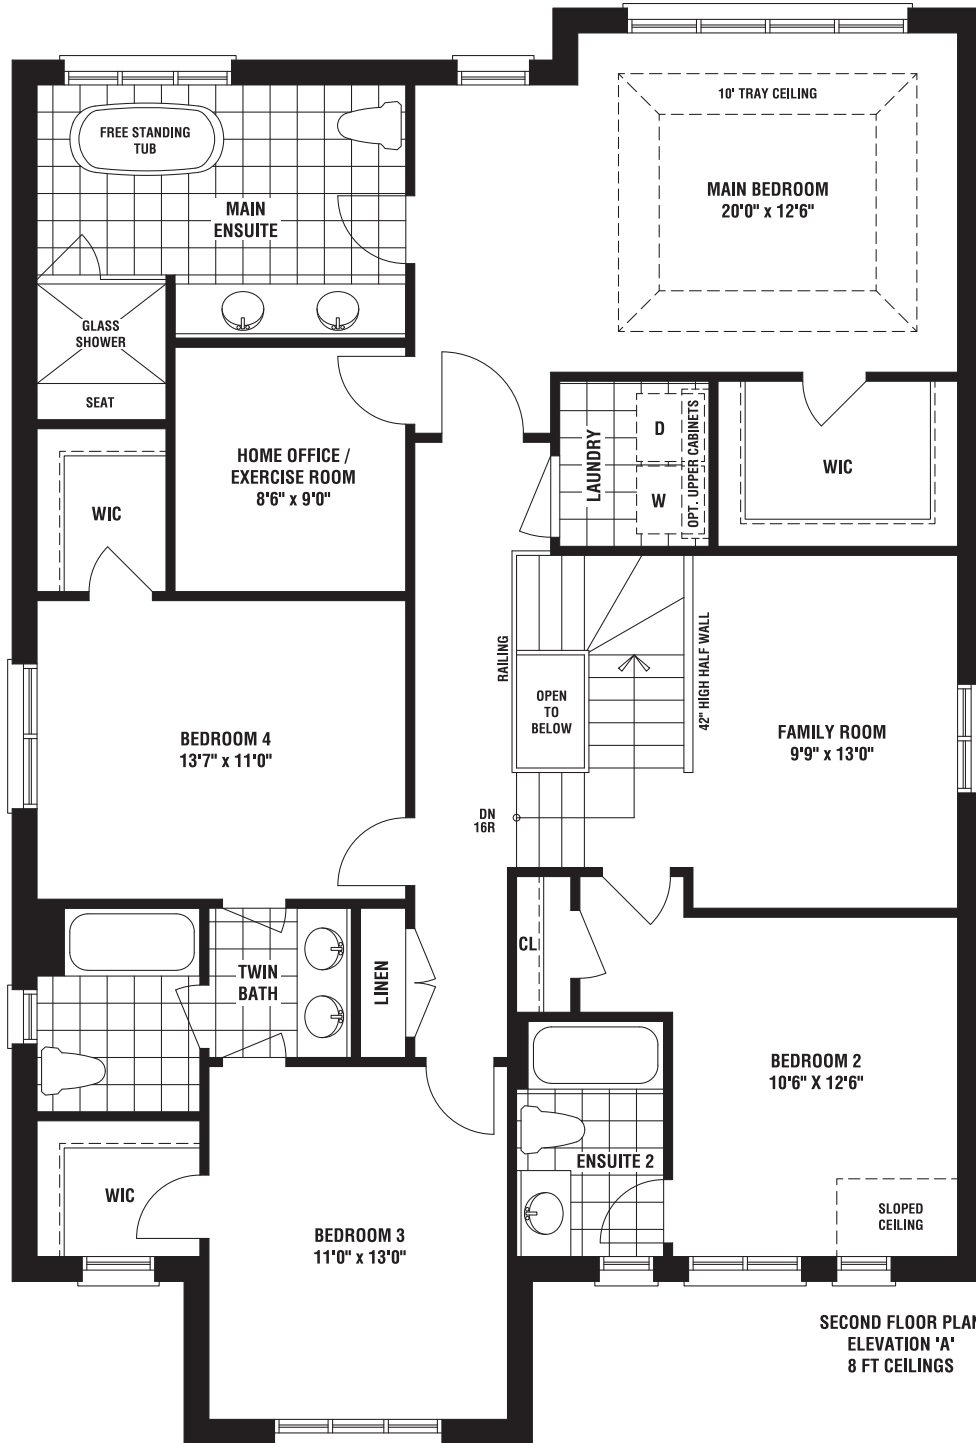 10' TRAY CEILING
FREE STANDING
TUB
MAIN BEDROOM
20'0" x 12'6"
MAIN
ENSUITE
GLASS
SHOWER
SEAT
HOME OFFICE /
EXERCISE ROOM
8'6" x 9'0"
LAUNDRY
D
W
OPT. UPPER CABINETS
WIC
WIC
RAILING
OPEN
TO
BELOW
42" HIGH HALF WALL
BEDROOM 4
13'7" x 11'0"
FAMILY ROOM
9'9" x 13'0"
DN
16R
CL
TWIN
BATH
LINEN
BEDROOM 2
10'6" X 12'6"
ENSUITE 2
WIC
SLOPED
CEILING
BEDROOM 3
11'0" x 13'0"
SECOND FLOOR PLAN
ELEVATION 'A'
8 FT CEILINGS